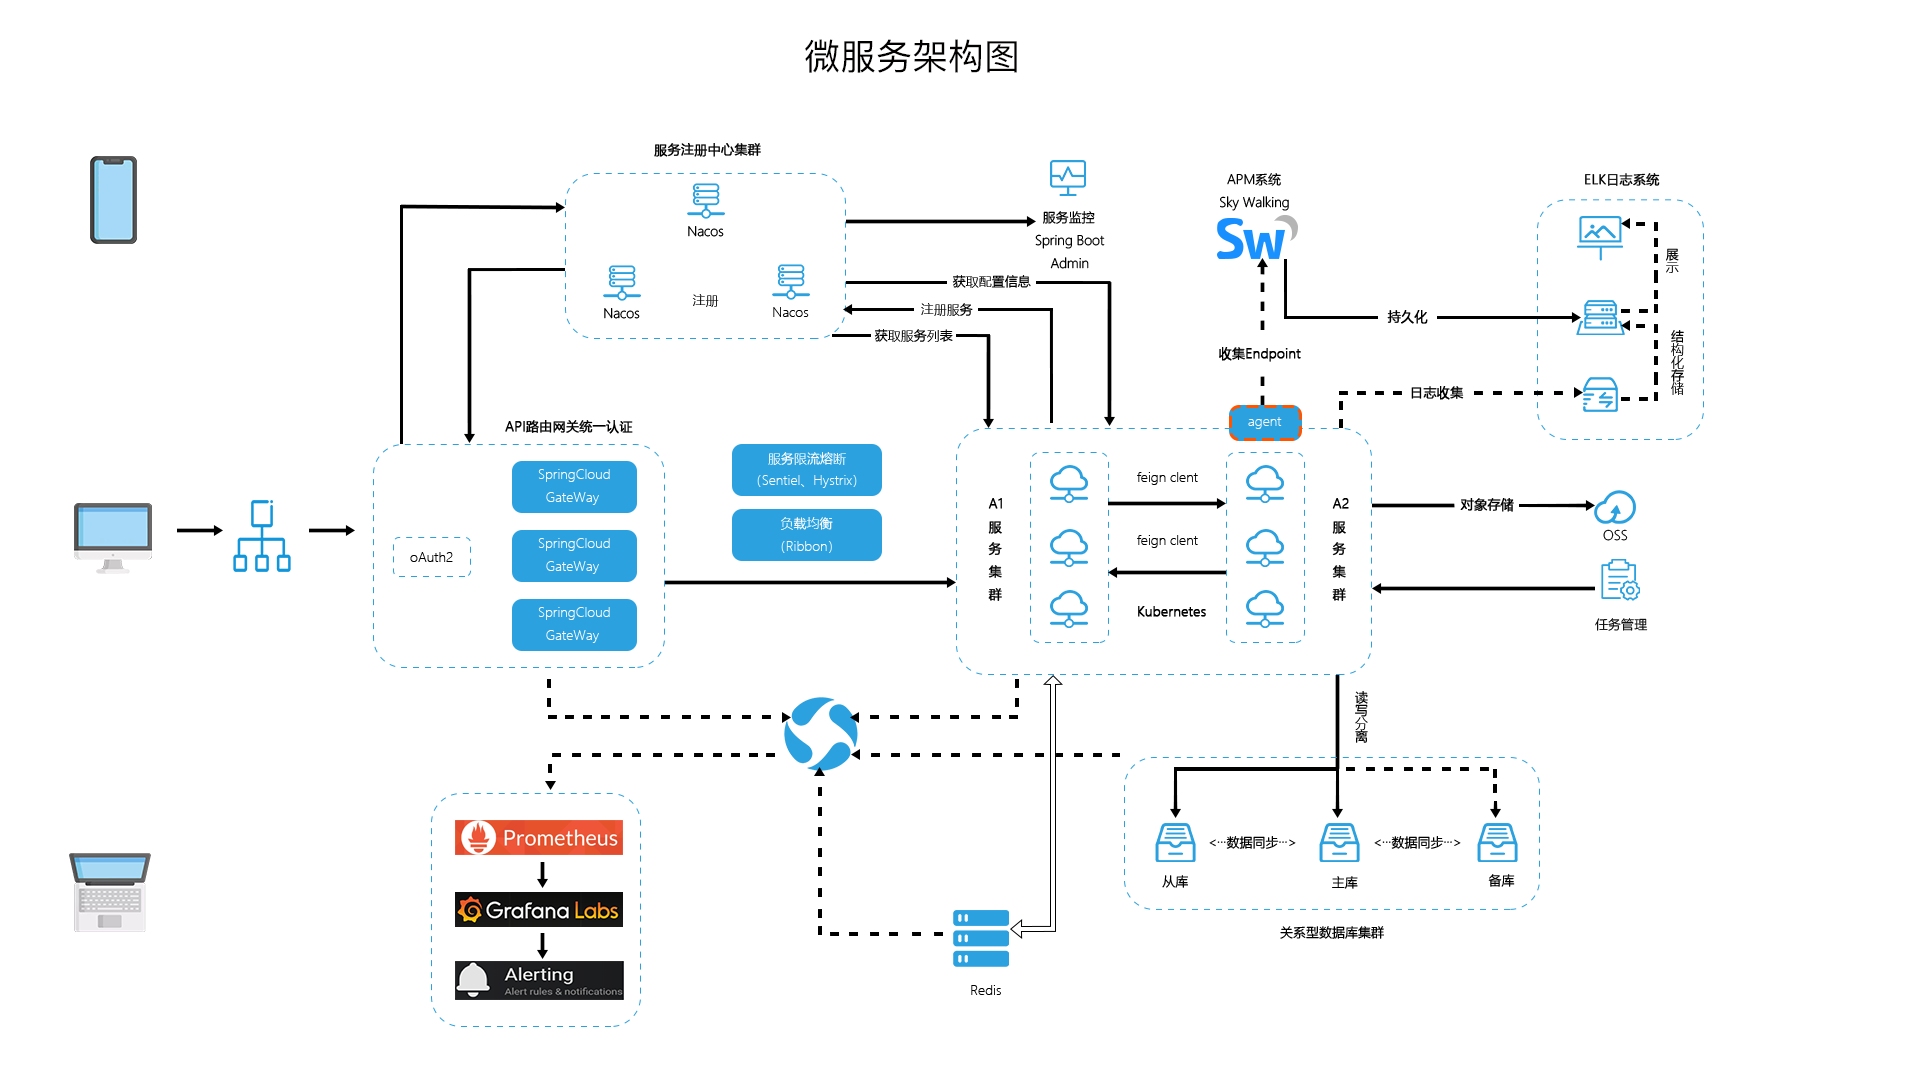 微服务架构图
服务注册中心集群
Nacos
Nacos
注册
Nacos
服务监控
Spring Boot
Admin
获取配置信息
注册服务
获取服务列表
APM系统
Sky Walking
Sw
收集Endpoint
agent
持久化
日志收集
ELK日志系统
展示
结构化存储
API路由网关统一认证
oAuth2
SpringCloud
GateWay
SpringCloud
GateWay
SpringCloud
GateWay
服务限流熔断
（Sentiel、Hystrix）
负载均衡
（Ribbon）
A1
服
务
集
群
feign clent
feign clent
Kubernetes
A2
服
务
集
群
对象存储
OSS
任务管理
读写分离
<···数据同步···>
<···数据同步···>
从库
主库
备库
关系型数据库集群
Prometheus
Grafana Labs
Alerting
Alert rules & notifications
Redis